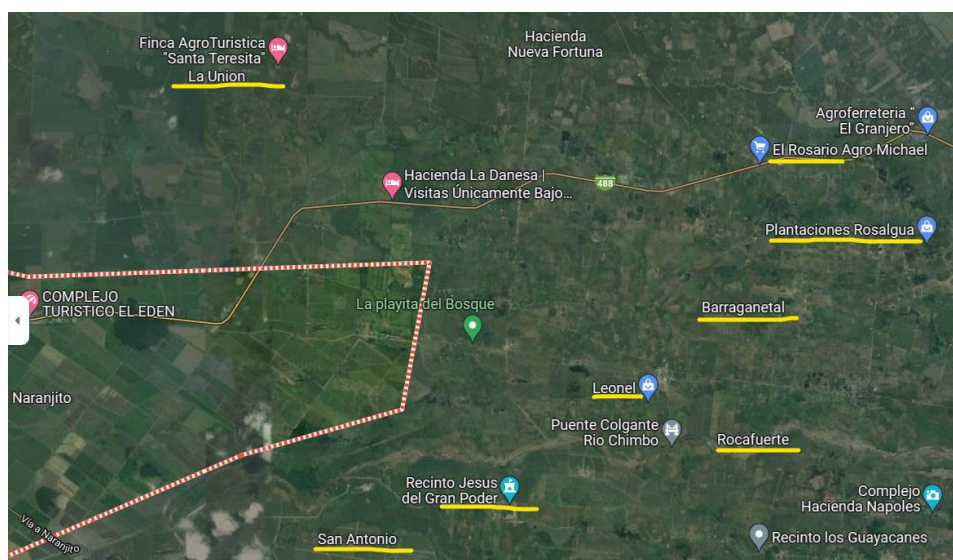 Finca AgroTuristica
"Santa Teresita"
La Union
Hacienda
Nueva Fortuna
Agroferreteria "
El Granjero"
El Rosario Agro Michael
Hacienda La Danesa |
Visitas Únicamente Bajo...
488
Plantaciones Rosalgua
COMPLEJO
TURISTICO EL EDEN
La playita del Bosque
Barraganetal
Naranjito
Leonel
Puente Colgante
Rio Chimbo
Rocafuerte
Recinto Jesus
del Gran Poder
Complejo
Hacienda Napoles
Via a Naranjito
San Antonio
Recinto los Guayacanes